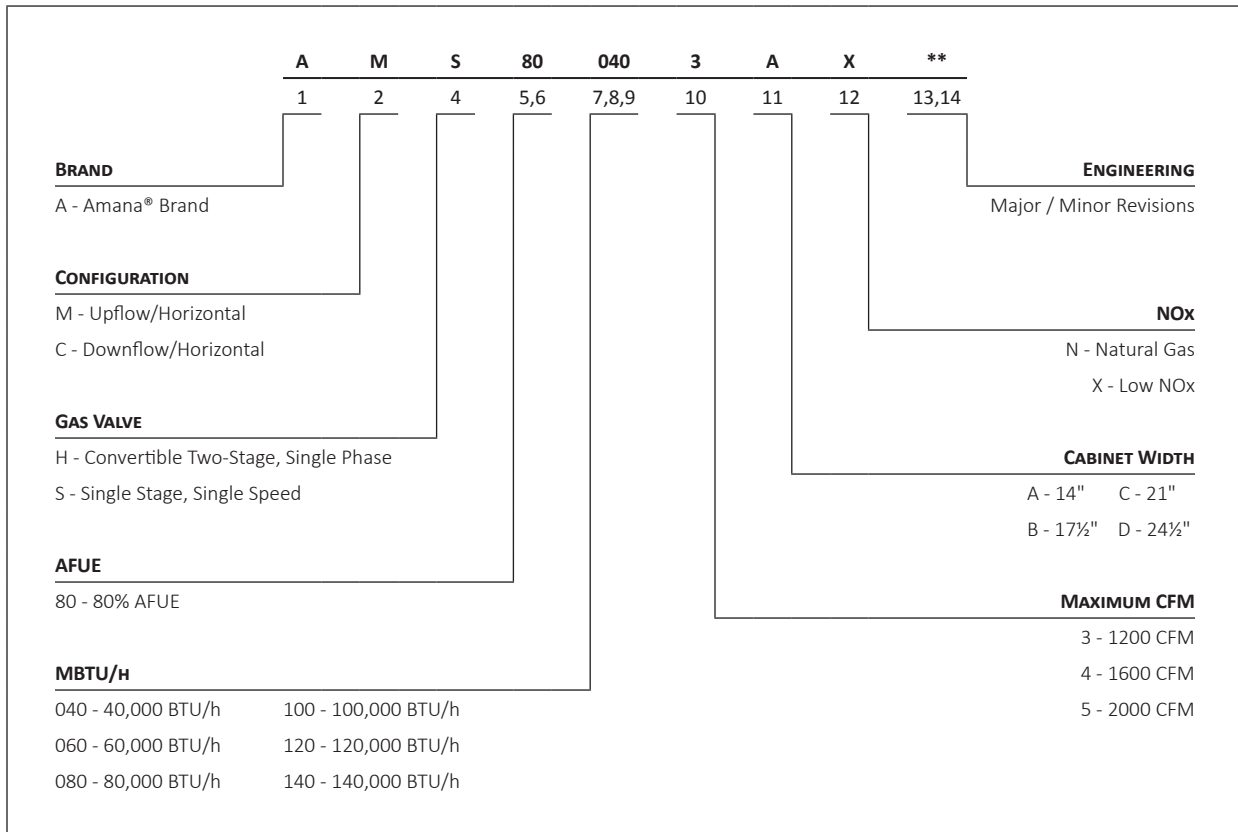 A M S 80 040 3 A X **
1 2 4 5,6 7,8,9 10 11 12 13,14
BRAND
A - Amana® Brand
CONFIGURATION
M - Upflow/Horizontal
C - Downflow/Horizontal
GAS VALVE
H - Convertible Two-Stage, Single Phase
S - Single Stage, Single Speed
AFUE
80 - 80% AFUE
MBTU/H
040 - 40,000 BTU/h 100 - 100,000 BTU/h
060 - 60,000 BTU/h 120 - 120,000 BTU/h
080 - 80,000 BTU/h 140 - 140,000 BTU/h
ENGINEERING
Major / Minor Revisions
NOx
N - Natural Gas
X - Low NOx
CABINET WIDTH
A - 14" C - 21"
B - 17½" D - 24½"
MAXIMUM CFM
3 - 1200 CFM
4 - 1600 CFM
5 - 2000 CFM